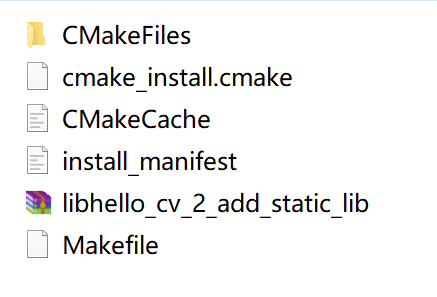 CMakeFiles
cmake_install.cmake
CMakeCache
install_manifest
libhello_cv_2_add_static_lib
Makefile